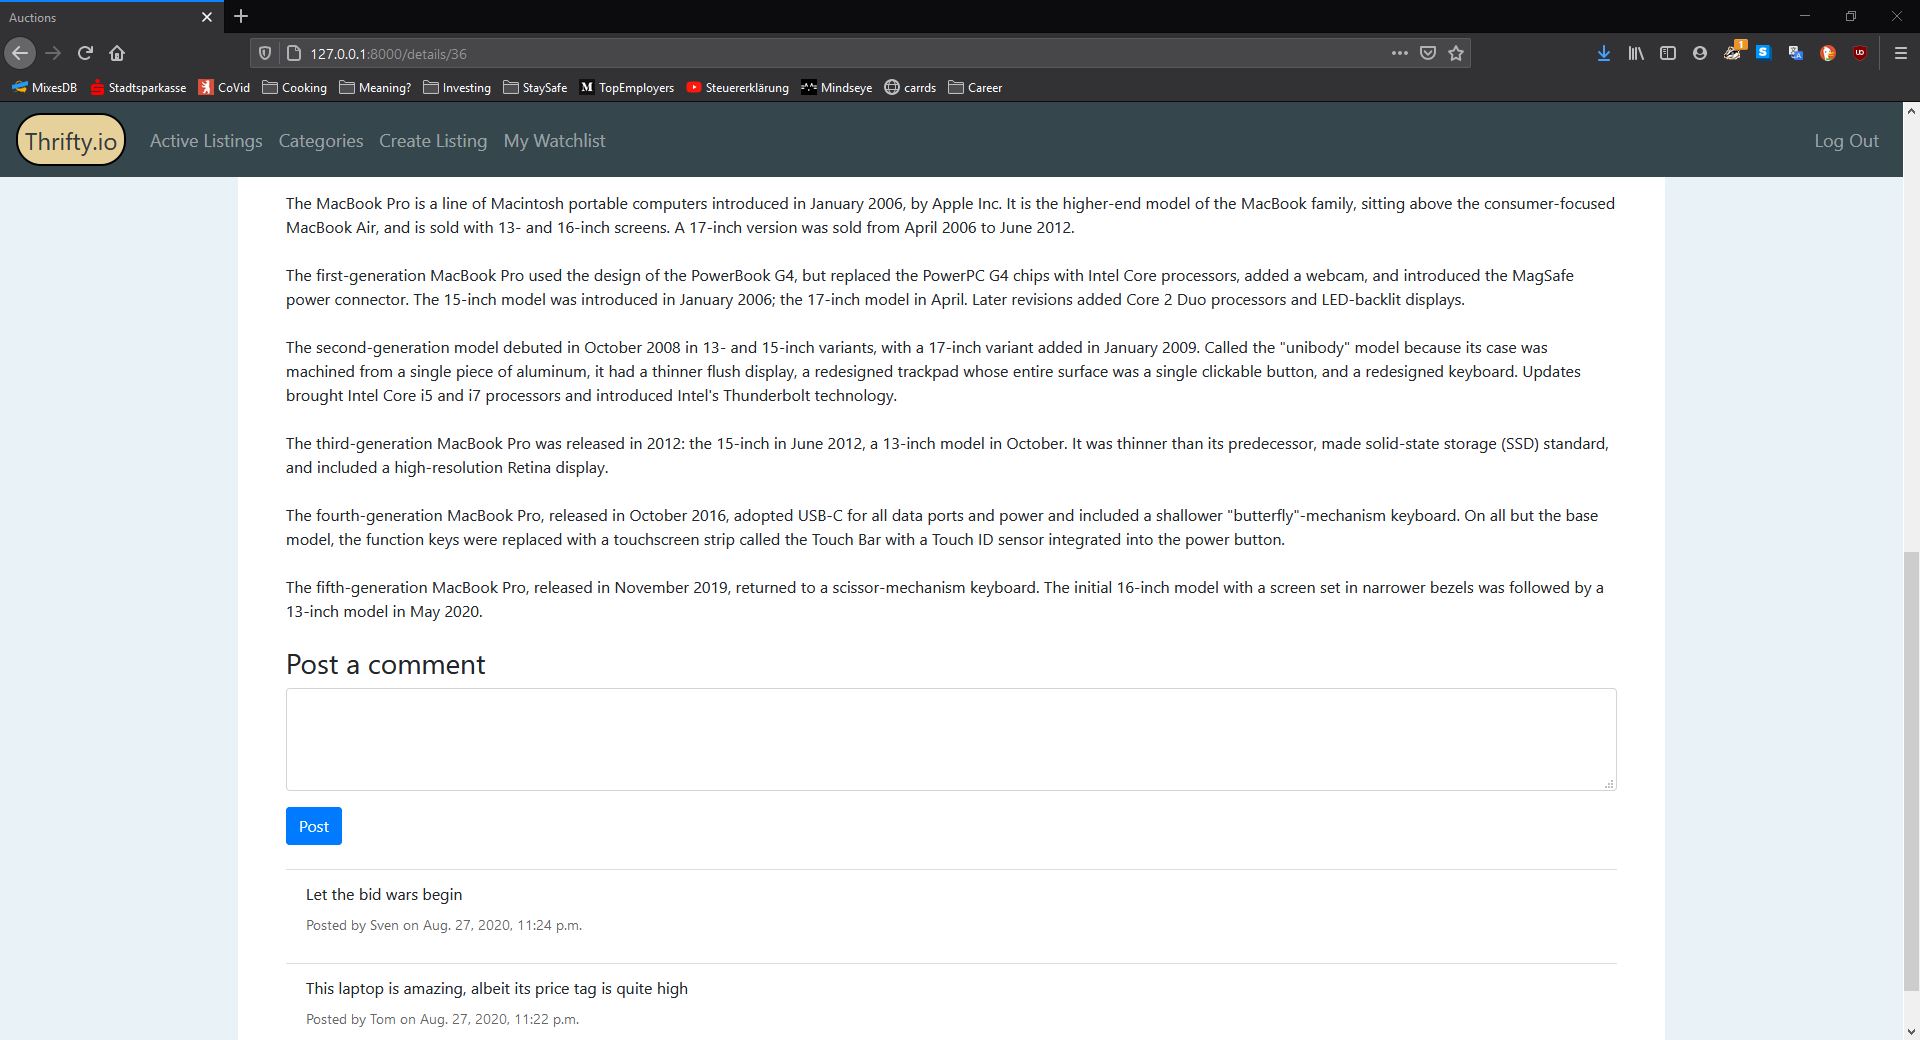 Auctions
127.0.0.1:8000/details/36
1
MixesDB Stadtsparkasse CoVid Cooking Meaning? Investing StaySafe M TopEmployers Steuererklärung Mindseye carrds Career
Thrifty.io Active Listings Categories Create Listing My Watchlist Log Out
The MacBook Pro is a line of Macintosh portable computers introduced in January 2006, by Apple Inc. It is the higher-end model of the MacBook family, sitting above the consumer-focused
MacBook Air, and is sold with 13- and 16-inch screens. A 17-inch version was sold from April 2006 to June 2012.
The first-generation MacBook Pro used the design of the PowerBook G4, but replaced the PowerPC G4 chips with Intel Core processors, added a webcam, and introduced the MagSafe
power connector. The 15-inch model was introduced in January 2006; the 17-inch model in April. Later revisions added Core 2 Duo processors and LED-backlit displays.
The second-generation model debuted in October 2008 in 13- and 15-inch variants, with a 17-inch variant added in January 2009. Called the "unibody" model because its case was
machined from a single piece of aluminum, it had a thinner flush display, a redesigned trackpad whose entire surface was a single clickable button, and a redesigned keyboard. Updates
brought Intel Core i5 and i7 processors and introduced Intel's Thunderbolt technology.
The third-generation MacBook Pro was released in 2012: the 15-inch in June 2012, a 13-inch model in October. It was thinner than its predecessor, made solid-state storage (SSD) standard,
and included a high-resolution Retina display.
The fourth-generation MacBook Pro, released in October 2016, adopted USB-C for all data ports and power and included a shallower "butterfly"-mechanism keyboard. On all but the base
model, the function keys were replaced with a touchscreen strip called the Touch Bar with a Touch ID sensor integrated into the power button.
The fifth-generation MacBook Pro, released in November 2019, returned to a scissor-mechanism keyboard. The initial 16-inch model with a screen set in narrower bezels was followed by a
13-inch model in May 2020.
Post a comment
Post
Let the bid wars begin
Posted by Sven on Aug. 27, 2020, 11:24 p.m.
This laptop is amazing, albeit its price tag is quite high
Posted by Tom on Aug. 27, 2020, 11:22 p.m.